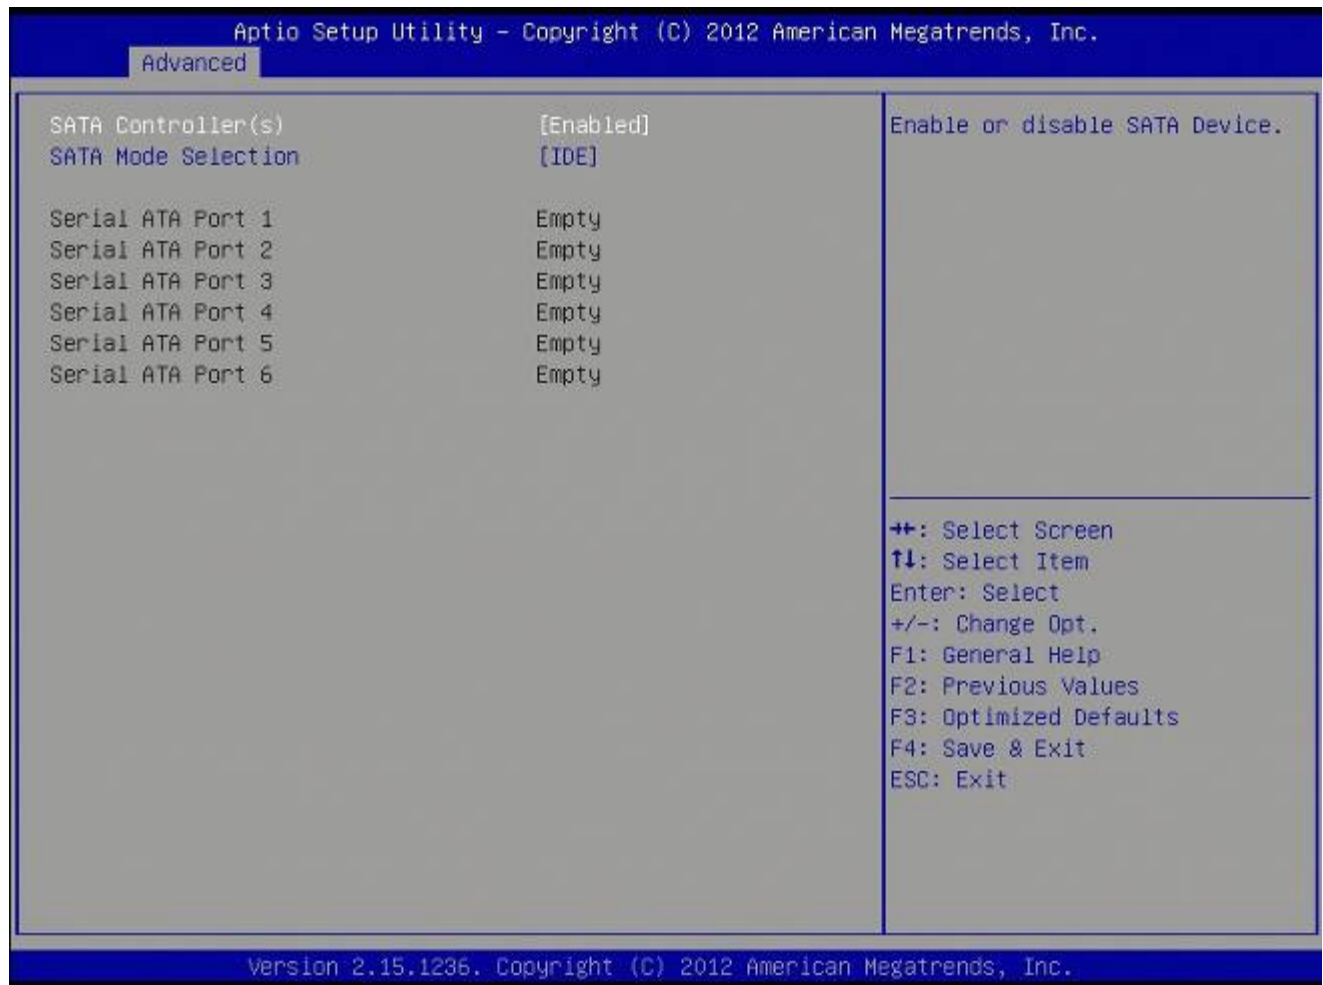 Aptio Setup Utility - Copyright (C) 2012 American Megatrends, Inc.
Advanced
SATA Controller(s) [Enabled]
SATA Mode Selection [IDE]
Serial ATA Port 1 Empty
Serial ATA Port 2 Empty
Serial ATA Port 3 Empty
Serial ATA Port 4 Empty
Serial ATA Port 5 Empty
Serial ATA Port 6 Empty
Enable or disable SATA Device.
→←: Select Screen
↑↓: Select Item
Enter: Select
+/-: Change Opt.
F1: General Help
F2: Previous Values
F3: Optimized Defaults
F4: Save & Exit
ESC: Exit
Version 2.15.1236. Copyright (C) 2012 American Megatrends, Inc.